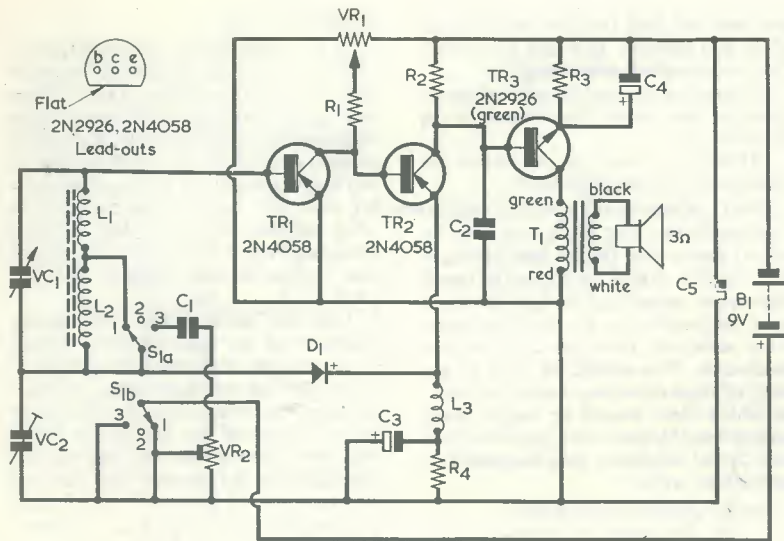 b c e
Flat
2N2926, 2N4058
Lead-outs
VR1
R1
R2
TR3
2N2926
(green)
R3
C4
+
L1
VC1
L2
TR1
2N4058
TR2
2N4058
C2
green
T1
red
black
white
3Ω
C5
+
B1
9V
+
1
2
3
S1a
C1
D1
+
S1b
3
2
1
VC2
VR2
C3
+
L3
R4